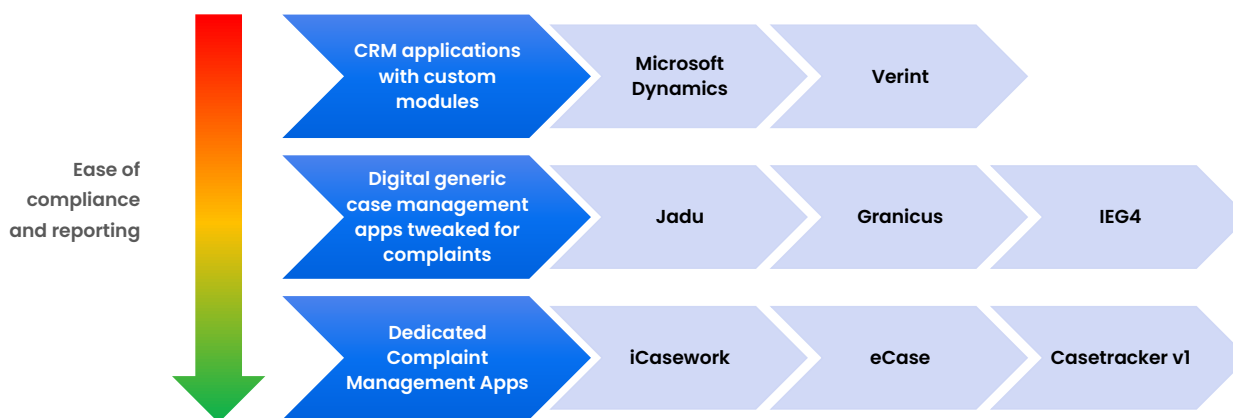 Ease of
compliance
and reporting
CRM applications
with custom
modules
Microsoft
Dynamics
Verint
Digital generic
case management
apps tweaked for
complaints
Jadu
Granicus
IEG4
Dedicated
Complaint
Management Apps
iCasework
eCase
Casetracker v1